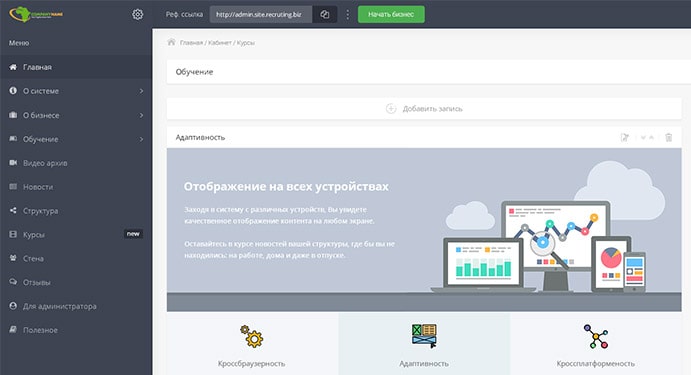 COMPANY NAME
Реф. ссылка
http://admin.site.recruting.biz
Начать бизнес
Меню
Главная
О системе
О бизнесе
Обучение
Видео архив
Новости
Структура
Курсы
new
Стена
Отзывы
Для администратора
Полезное
Главная / Кабинет / Курсы
Обучение
Добавить запись
Адаптивность
Отображение на всех устройствах
Заходя в систему с различных устройств, Вы увидете
качественное отображение контента на любом экране.
Оставайтесь в курсе новостей вашей структуры, где бы вы не
находились: на работе, дома и даже в отпуске.
Кроссбраузерность
Адаптивность
Кроссплатформеность